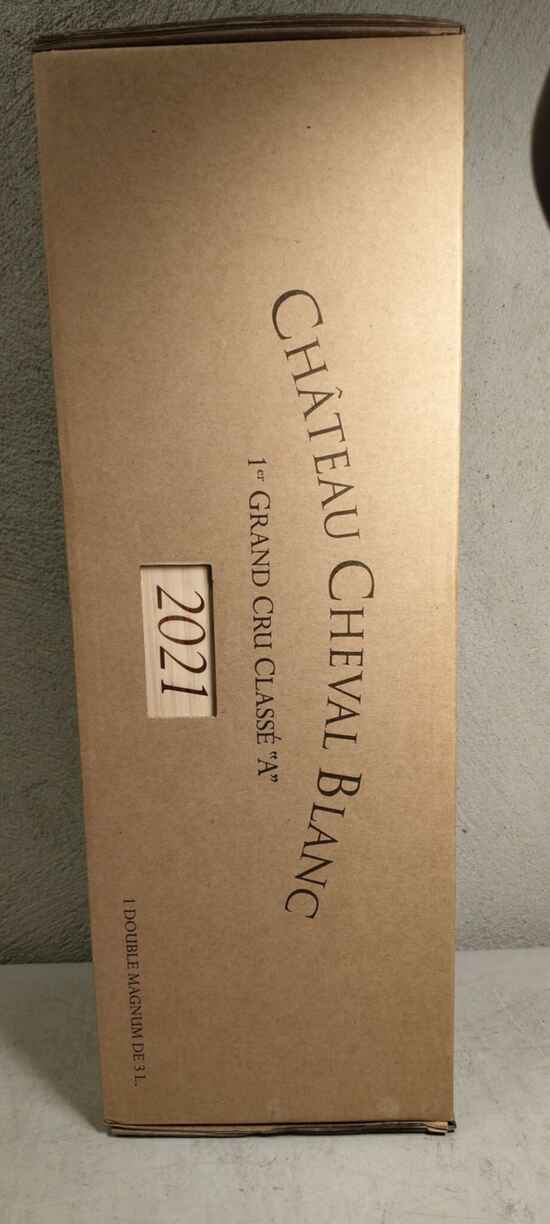 CHÂTEAU CHEVAL BLANC
1er GRAND CRU CLASSÉ "A"
2021
1 DOUBLE MAGNUM DE 3 L.